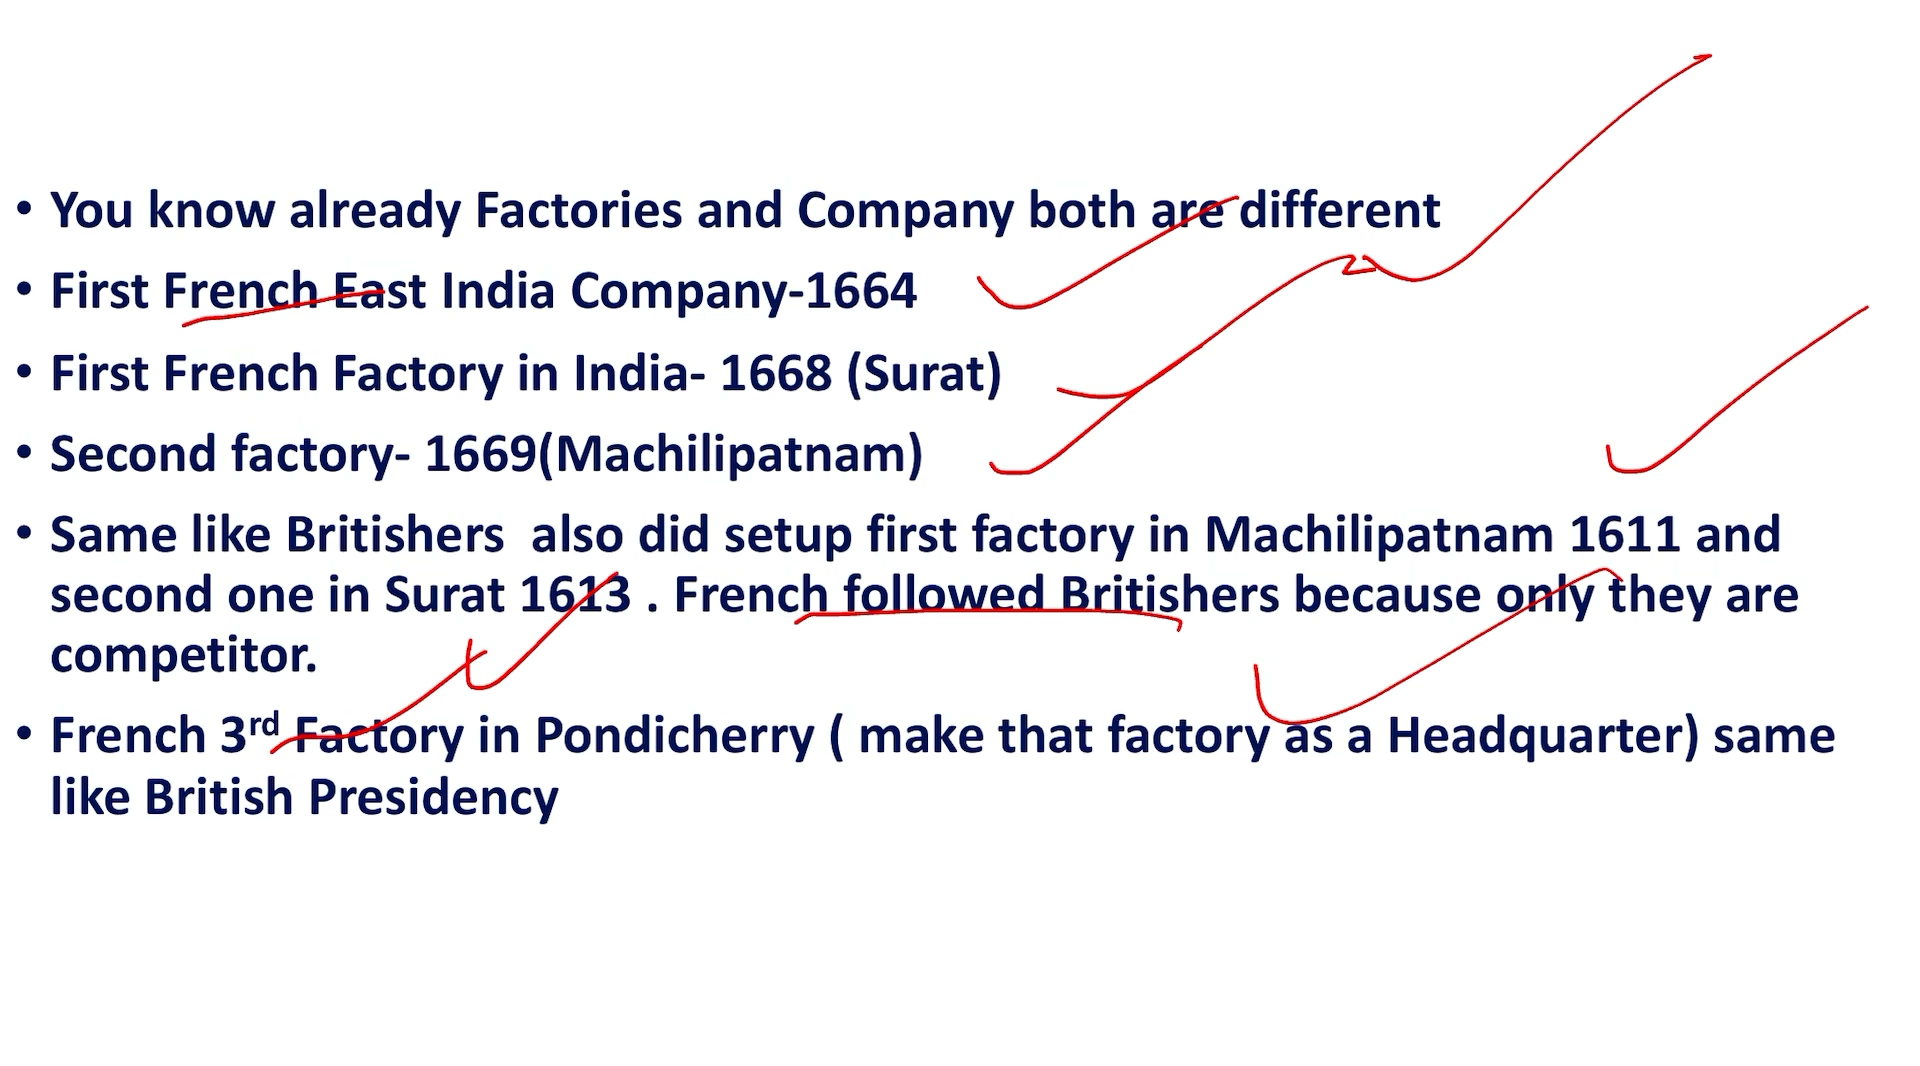 • You know already Factories and Company both are different
• First French East India Company-1664
• First French Factory in India- 1668 (Surat)
• Second factory- 1669(Machilipatnam)
• Same like Britishers  also did setup first factory in Machilipatnam 1611 and
second one in Surat 1613 . French followed Britishers because only they are
competitor.
• French 3rd Factory in Pondicherry ( make that factory as a Headquarter) same
like British Presidency